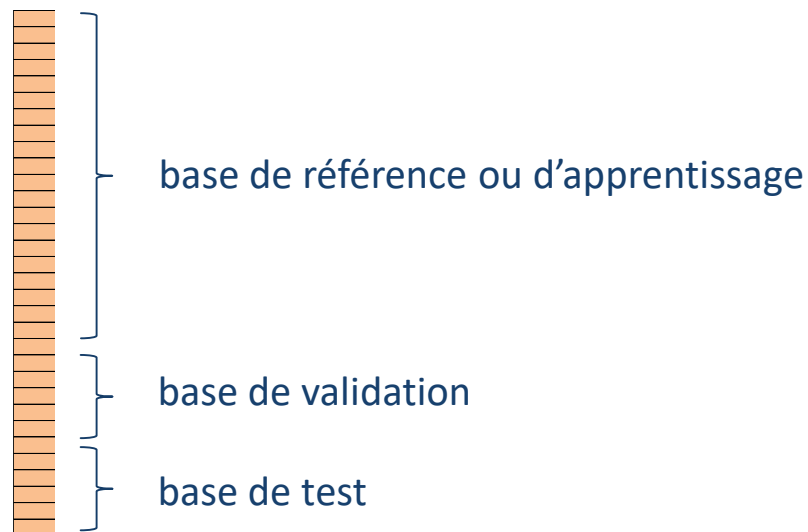 base de référence ou d’apprentissage
base de validation
base de test